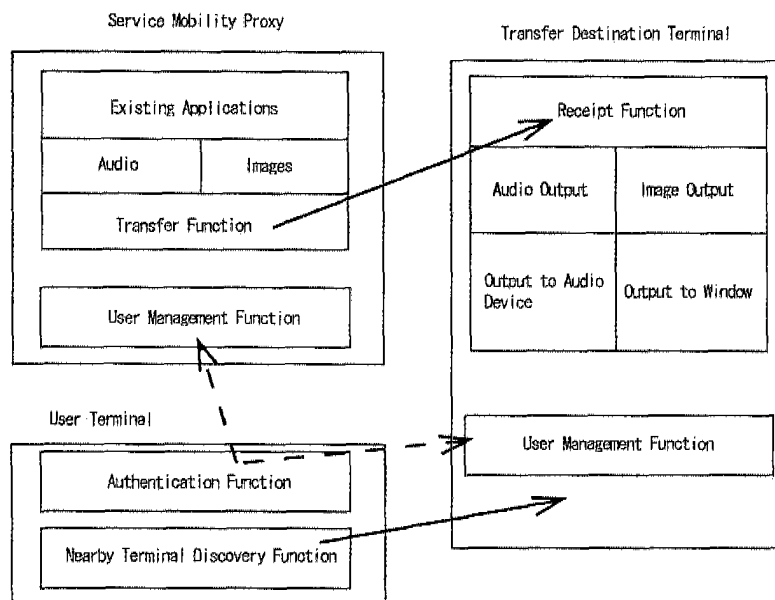 Service Mobility Proxy
Existing Applications
Audio
Images
Transfer Function
User Management Function
User Terminal
Authentication Function
Nearby Terminal Discovery Function
Transfer Destination Terminal
Receipt Function
Audio Output
Image Output
Output to Audio
Device
Output to Window
User Management Function